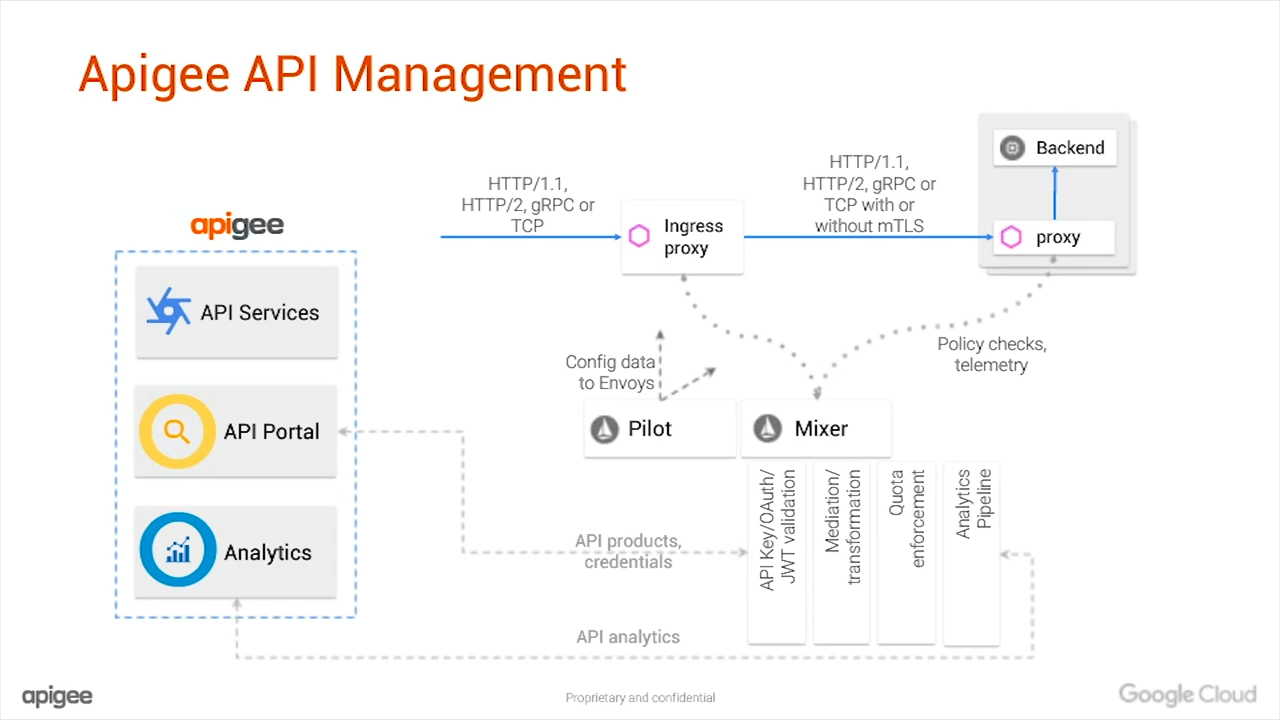 Apigee API Management
apigee
API Services
API Portal
Analytics
HTTP/1.1,
HTTP/2, gRPC or
TCP
Ingress
proxy
HTTP/1.1,
HTTP/2, gRPC or
TCP with or
without mTLS
Backend
proxy
Config data
to Envoys
Policy checks,
telemetry
Pilot
Mixer
API Key/OAuth/
JWT validation
Mediation/
transformation
Quota
enforcement
Analytics
Pipeline
API products,
credentials
API analytics
apigee
Proprietary and confidential
Google Cloud